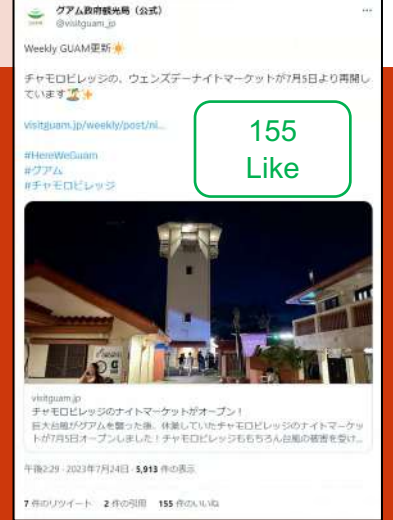 グアム政府観光局（公式）
@visitguam_jp
Weekly GUAM更新☀
チャモロビレッジの、ウェンズデーナイトマーケットが7月5日より再開し
ています🏝☀
visitguam.jp/weekly/post/ni...
155
Like
#HereWeGuam
#グアム
#チャモロビレッジ
visitguam.jp
チャモロビレッジのナイトマーケットがオープン！
巨大台風がグアムを襲った後、休業していたチャモロビレッジのナイトマーケッ
トが7月5日オープンしました！チャモロビレッジももちろん台風の被害を受け...
午後2:29 · 2023年7月24日 · 5,913 件の表示
7 件のリツイート 2 件の引用 155 件のいいね